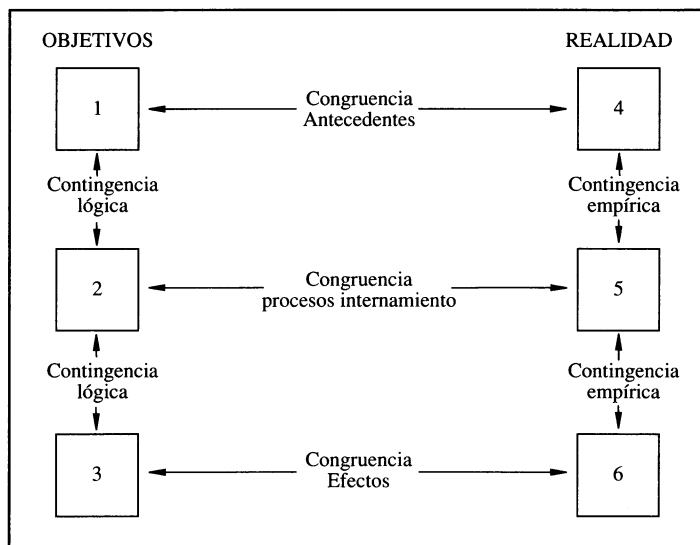 OBJETIVOS
REALIDAD
1
Congruencia
Antecedentes
4
Contingencia
lógica
Contingencia
empírica
2
Congruencia
procesos internamiento
5
Contingencia
lógica
Contingencia
empírica
3
Congruencia
Efectos
6